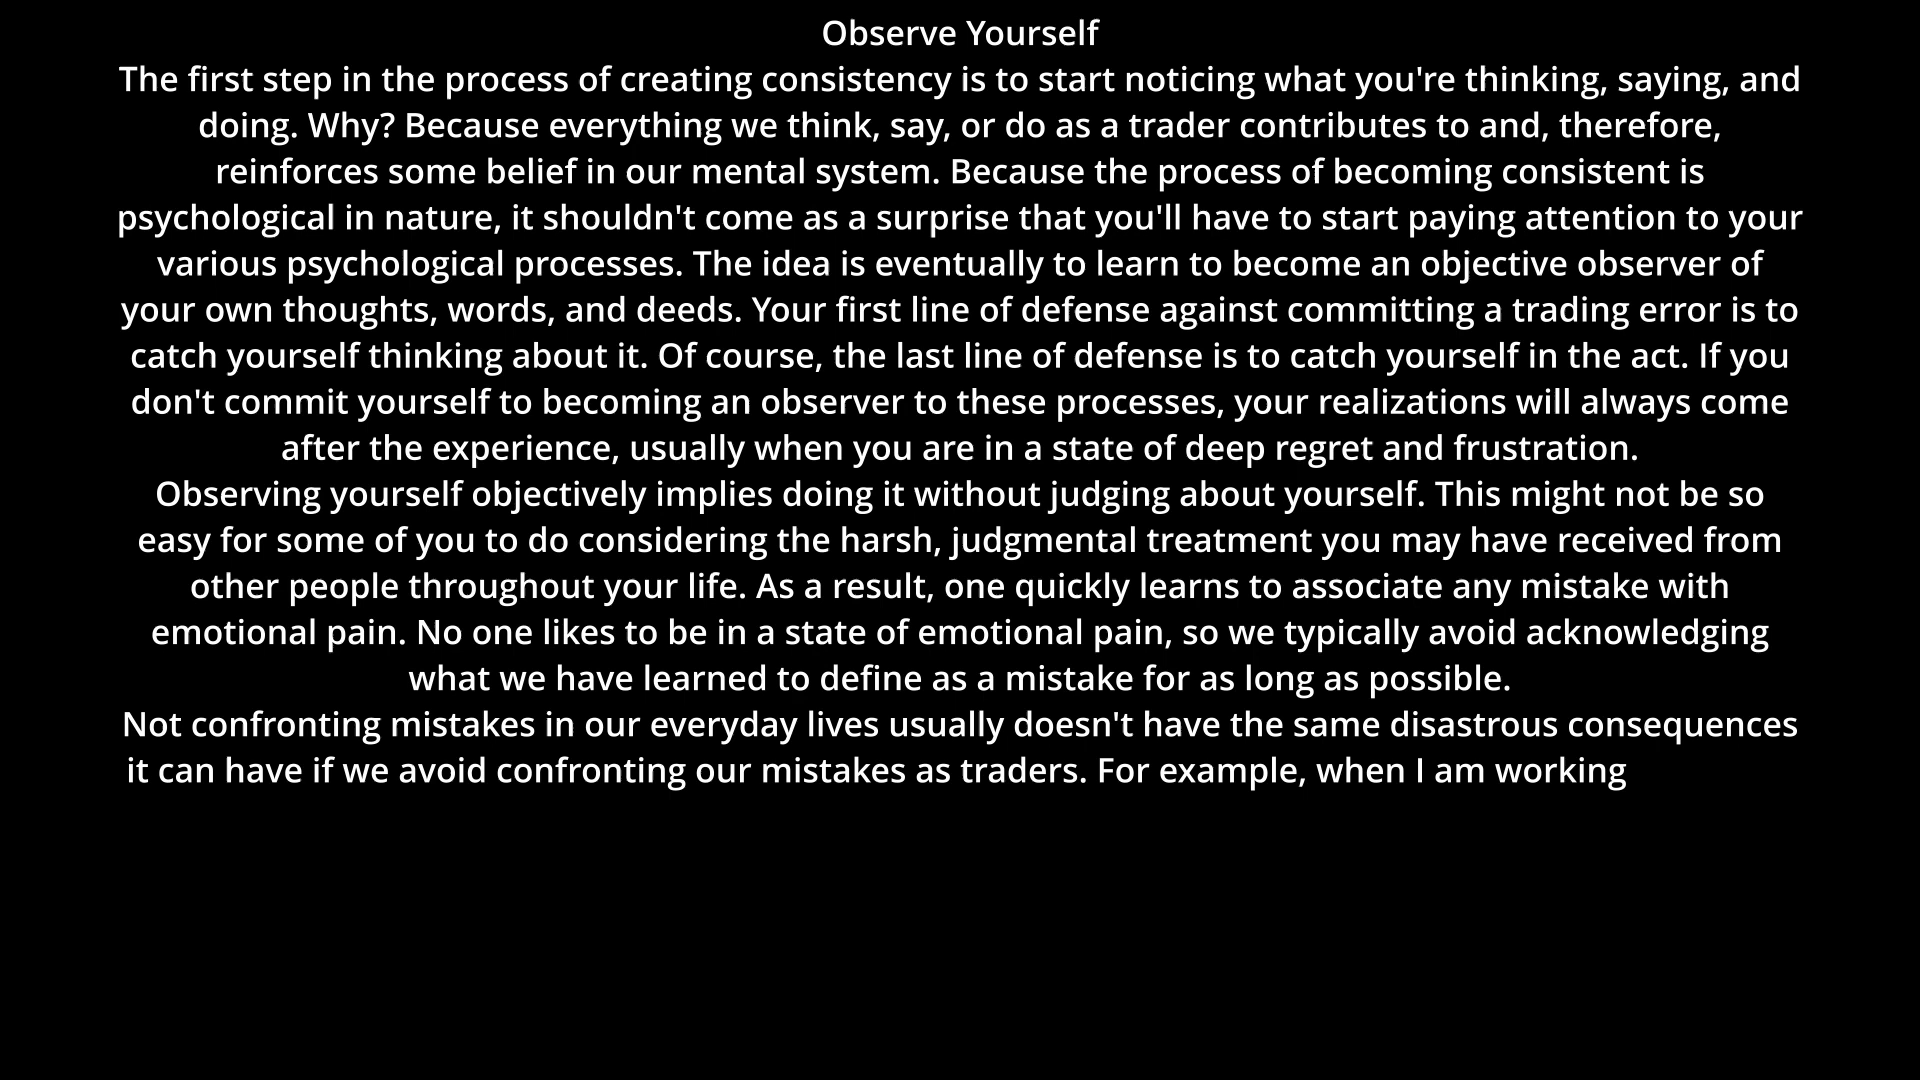 Observe Yourself
The first step in the process of creating consistency is to start noticing what you're thinking, saying, and
doing. Why? Because everything we think, say, or do as a trader contributes to and, therefore,
reinforces some belief in our mental system. Because the process of becoming consistent is
psychological in nature, it shouldn't come as a surprise that you'll have to start paying attention to your
various psychological processes. The idea is eventually to learn to become an objective observer of
your own thoughts, words, and deeds. Your first line of defense against committing a trading error is to
catch yourself thinking about it. Of course, the last line of defense is to catch yourself in the act. If you
don't commit yourself to becoming an observer to these processes, your realizations will always come
after the experience, usually when you are in a state of deep regret and frustration.
Observing yourself objectively implies doing it without judging about yourself. This might not be so
easy for some of you to do considering the harsh, judgmental treatment you may have received from
other people throughout your life. As a result, one quickly learns to associate any mistake with
emotional pain. No one likes to be in a state of emotional pain, so we typically avoid acknowledging
what we have learned to define as a mistake for as long as possible.
Not confronting mistakes in our everyday lives usually doesn't have the same disastrous consequences
it can have if we avoid confronting our mistakes as traders. For example, when I am working